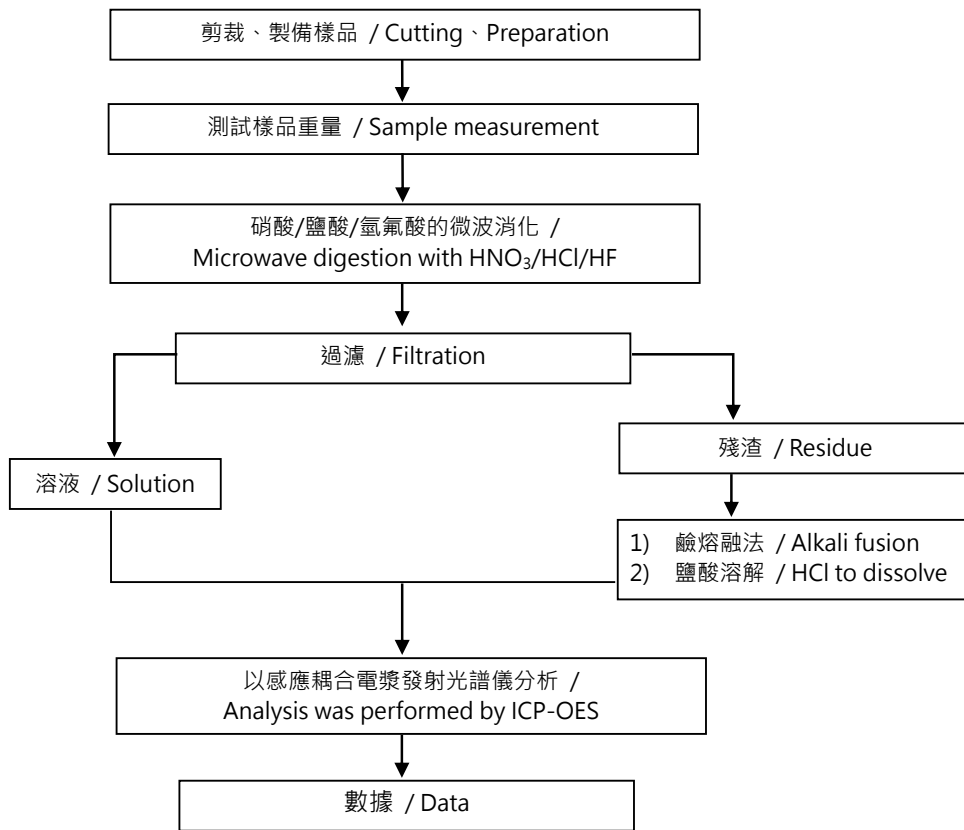 剪裁、製備樣品 / Cutting、Preparation
測試樣品重量 / Sample measurement
硝酸/鹽酸/氫氟酸的微波消化 /
Microwave digestion with HNO₃/HCl/HF
過濾 / Filtration
溶液 / Solution
殘渣 / Residue
1) 鹼熔融法 / Alkali fusion
2) 鹽酸溶解 / HCl to dissolve
以感應耦合電漿發射光譜儀分析 /
Analysis was performed by ICP-OES
數據 / Data